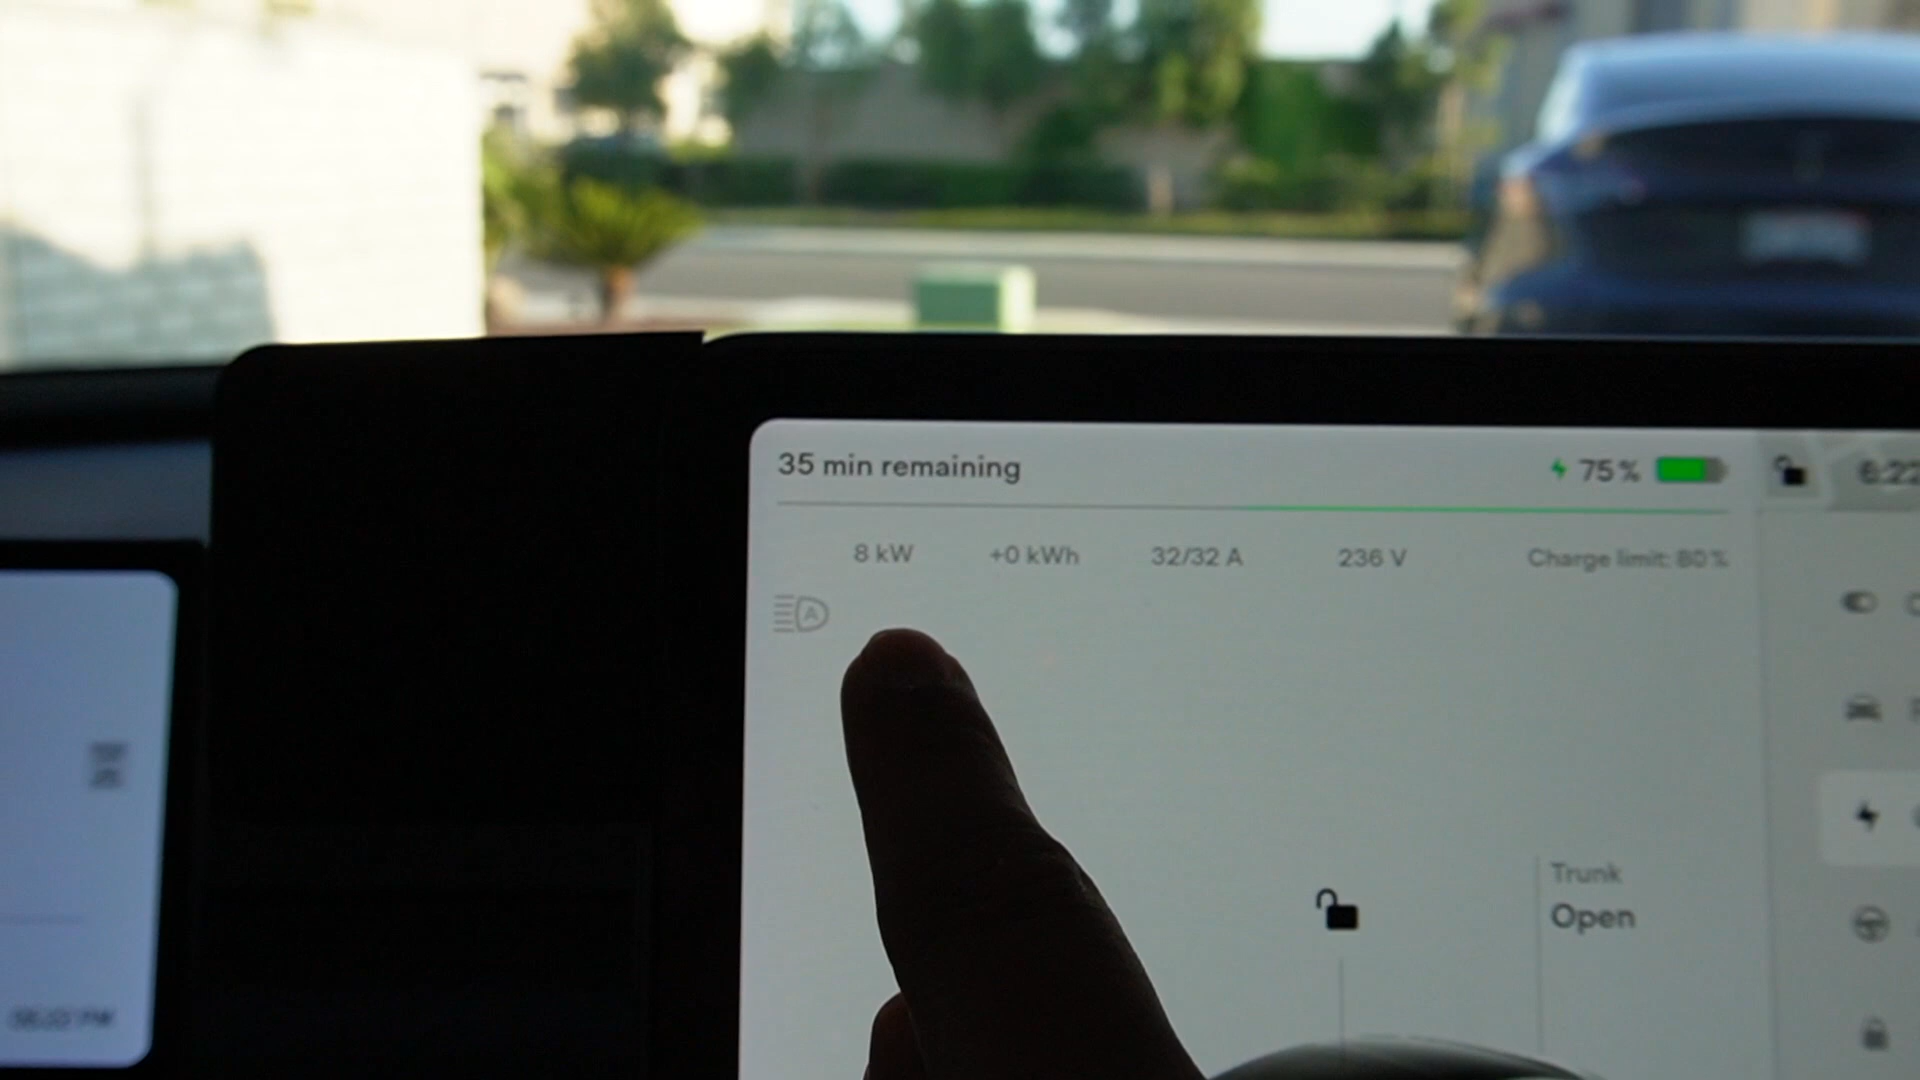 35 min remaining
75%
8 kW
+0 kWh
32/32 A
236 V
Charge limit: 80%
A
Trunk
Open